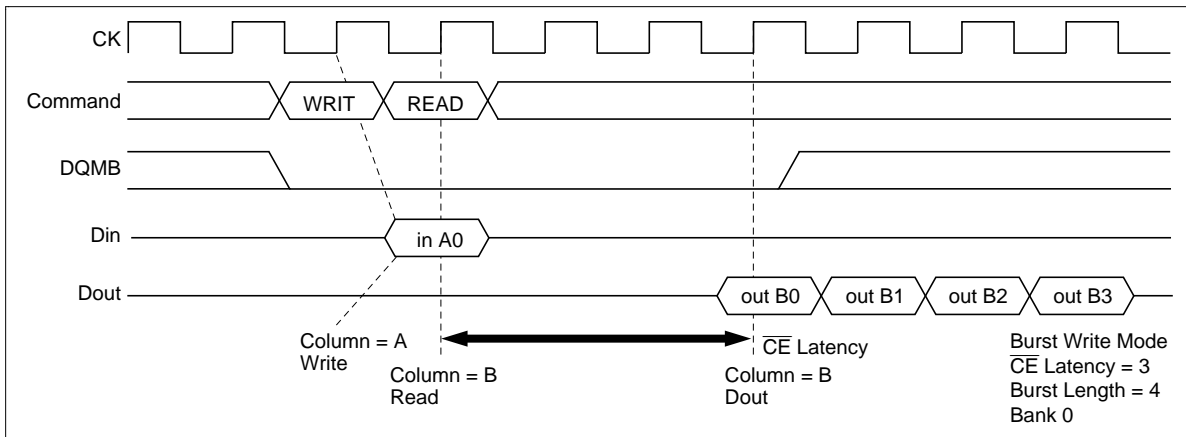 CK
Command
WRIT
READ
DQMB
Din
in A0
Dout
out B0
out B1
out B2
out B3
Column = A
Write
Column = B
Read
CE Latency
Column = B
Dout
Burst Write Mode
CE Latency = 3
Burst Length = 4
Bank 0